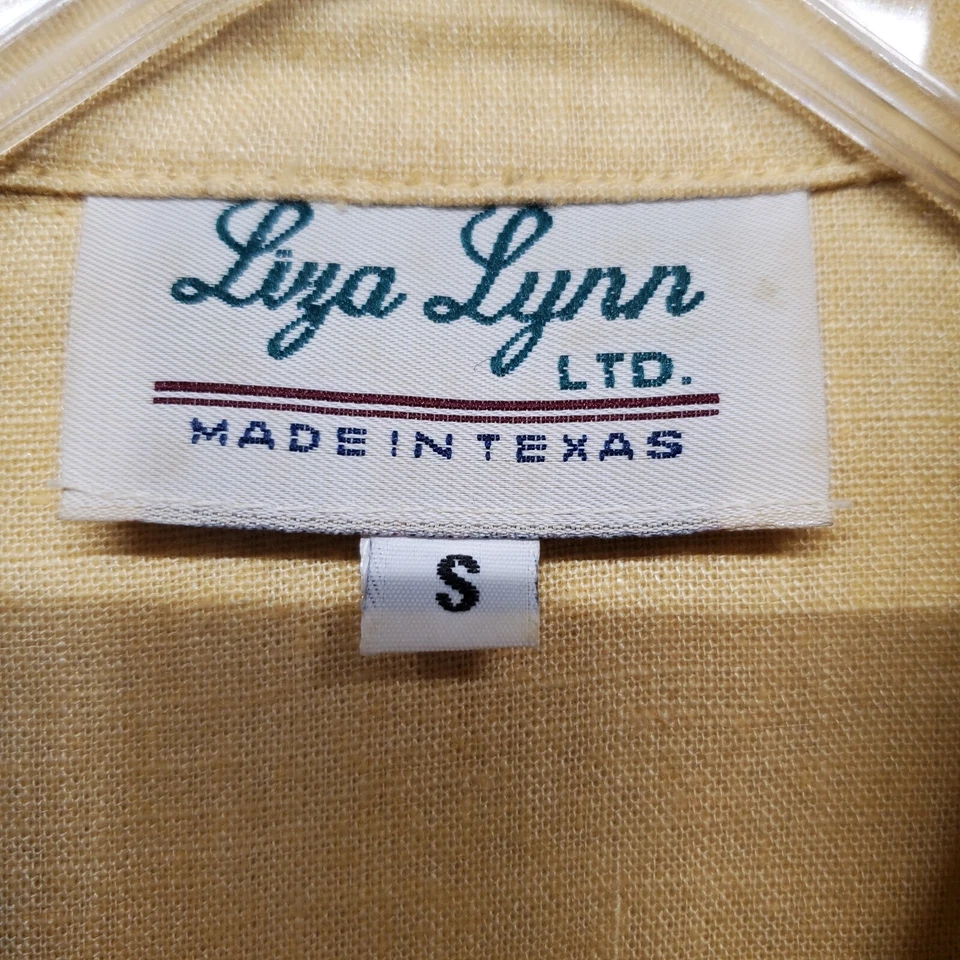 Liza Lynn
LTD.
MADE IN TEXAS
S